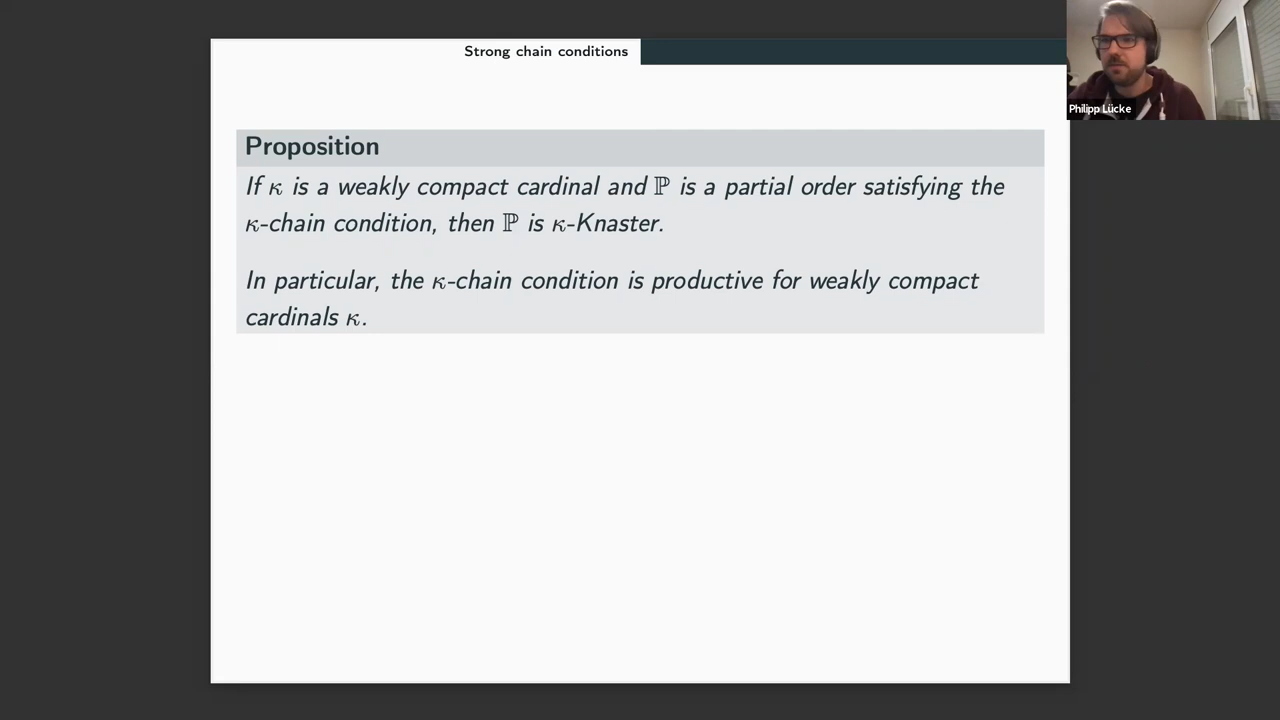 Strong chain conditions
Philipp Lücke
Proposition
If κ is a weakly compact cardinal and ℙ is a partial order satisfying the
κ-chain condition, then ℙ is κ-Knaster.
In particular, the κ-chain condition is productive for weakly compact
cardinals κ.